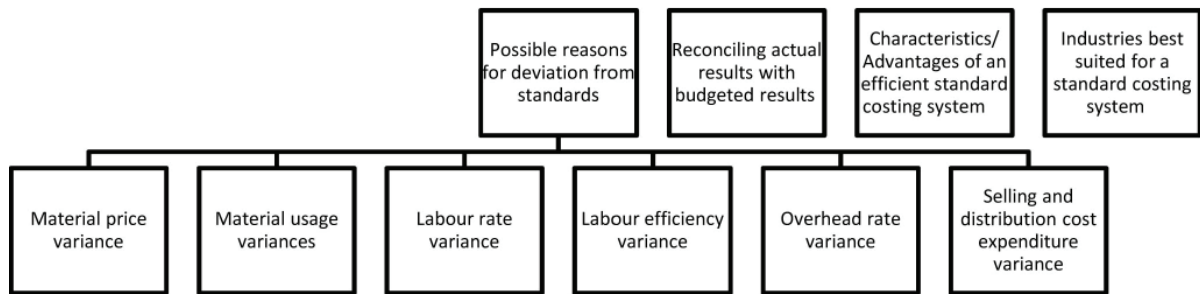 Possible reasons
for deviation from
standards
Reconciling actual
results with
budgeted results
Characteristics/
Advantages of an
efficient standard
costing system
Industries best
suited for a
standard costing
system
Material price
variance
Material usage
variances
Labour rate
variance
Labour efficiency
variance
Overhead rate
variance
Selling and
distribution cost
expenditure
variance